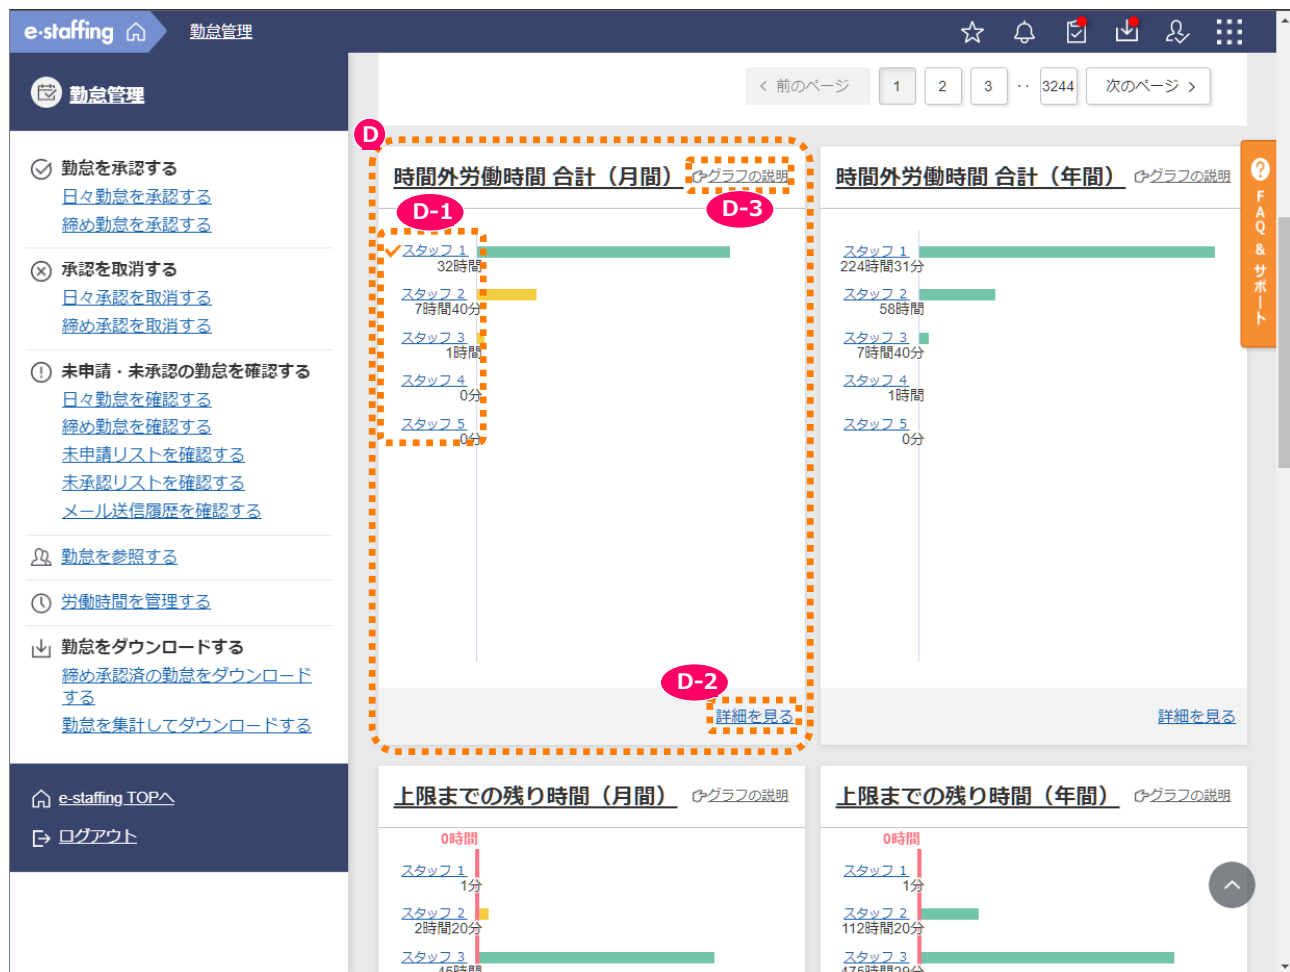 e-staffing
勤怠管理
勤怠管理
勤怠を承認する
日々勤怠を承認する
締め勤怠を承認する
承認を取消する
日々承認を取消する
締め承認を取消する
未申請・未承認の勤怠を確認する
日々勤怠を確認する
締め勤怠を確認する
未申請リストを確認する
未承認リストを確認する
メール送信履歴を確認する
勤怠を参照する
労働時間を管理する
勤怠をダウンロードする
締め承認済の勤怠をダウンロード
する
勤怠を集計してダウンロードする
e-staffing TOPへ
ログアウト
前のページ 1 2 3 ‥ 3244 次のページ
D
時間外労働時間 合計（月間） グラフの説明
D-1
D-3
スタッフ 1
32時間
スタッフ 2
7時間40分
スタッフ 3
1時間
スタッフ 4
0分
スタッフ 5
0分
D-2
詳細を見る
時間外労働時間 合計（年間） グラフの説明
スタッフ 1
224時間31分
スタッフ 2
58時間
スタッフ 3
7時間40分
スタッフ 4
1時間
スタッフ 5
0分
詳細を見る
上限までの残り時間（月間） グラフの説明
0時間
スタッフ 1
1分
スタッフ 2
2時間20分
スタッフ 3
45時間
上限までの残り時間（年間） グラフの説明
0時間
スタッフ 1
1分
スタッフ 2
112時間20分
スタッフ 3
475時間29分
? FAQ & サポート